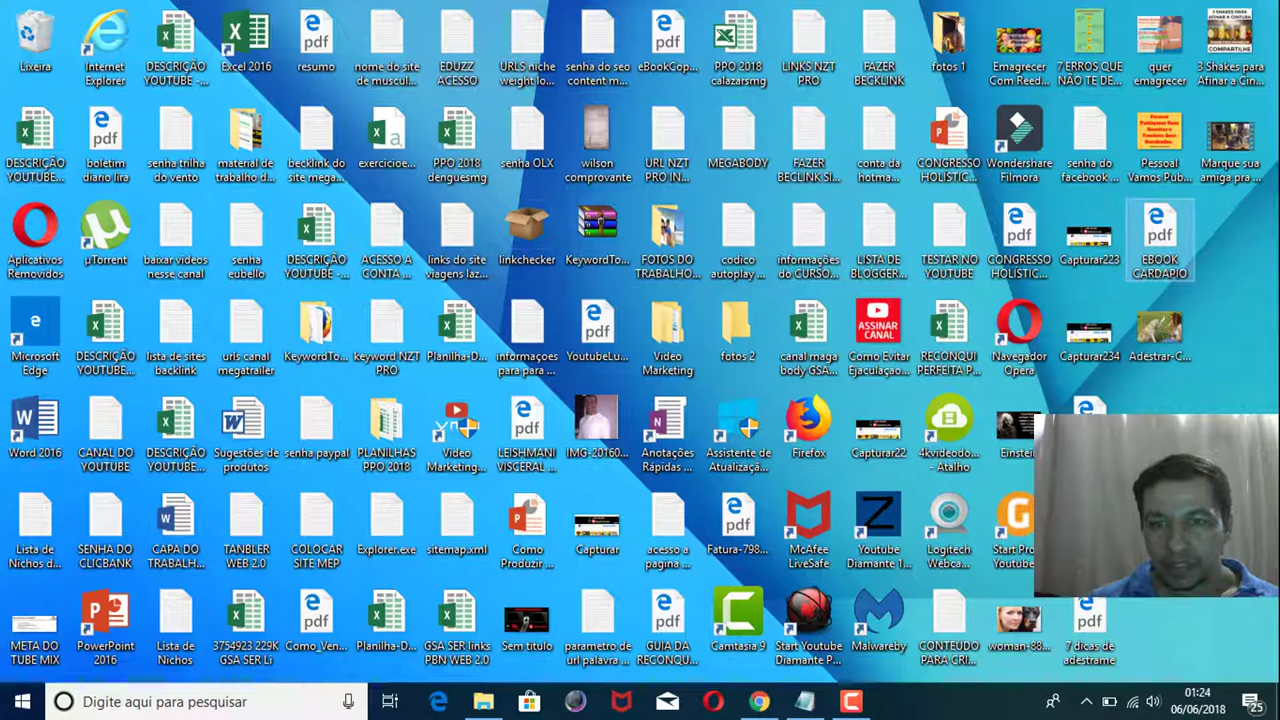 Lixeira
Internet
Explorer
DESCRIÇÃO
YOUTUBE -...
Excel 2016
resumo
nome do site
de muscul...
EDUZZ
ACESSO
URLS niche
weight lo...
senha do seo
content m...
eBookCop...
PPO 2018
calazarsmg
LINKS NZT
PRO
FAZER
BECKLINK
fotos 1
Emagrecer
Com Reed...
7 ERROS QUE
NÃO TE DE...
quer
emagrecer
3 Shakes para
Afinar a Cin...
DESCRIÇÃO
YOUTUBE...
boletim
diario lira
senha trilha
do vento
material de
trabalho d...
becklink do
site mega...
exercicioe...
PPO 2018
denguesmg
senha OLX
wilson
comprovante
URL NZT
PRO IN...
MEGABODY
FAZER
BECLINK SI...
conta da
hotma...
CONGRESSO
HOLÍSTIC...
Wondershare
Filmora
senha do
facebook ...
Pessoal
Vamos Pub...
Marque sua
amiga pra ...
Aplicativos
Removidos
µTorrent
baixar videos
nesse canal
senha
eubello
DESCRIÇÃO
YOUTUBE -...
ACESSO A
CONTA ...
links do site
viagens laz...
linkchecker
KeywordTo...
FOTOS DO
TRABALHO...
codico
autoplay ...
informações
do CURSO...
LISTA DE
BLOGGER...
TESTAR NO
YOUTUBE
CONGRESSO
HOLÍSTIC...
Capturar223
EBOOK
CARDAPIO
Microsoft
Edge
DESCRIÇÃO
YOUTUBE...
lista de sites
backlink
urls canal
megatrailer
KeywordTo...
keyword NZT
PRO
Planilha-D...
informaçoes
para para ...
YoutubeLu...
Video
Marketing
fotos 2
canal maga
body GSA...
ASSINAR
CANAL
Como Evitar
Ejaculaçao...
RECONQUI
PERFEITA P...
Navegador
Opera
Capturar234
Adestrar-C...
Word 2016
CANAL DO
YOUTUBE
DESCRIÇÃO
YOUTUBE...
Sugestões de
produtos
senha paypal
PLANILHAS
PPO 2018
Video
Marketing...
LEISHMANI
VISCERAL ...
IMG-20160...
Anotações
Rápidas ...
Assistente de
Atualizaçã...
Firefox
Capturar22
4kvideodo...
- Atalho
Einstei
Lista de
Nichos d...
SENHA DO
CLICBANK
CAPA DO
TRABALH...
TANBLER
WEB 2.0
COLOCAR
SITE MEP
Explorer.exe
sitemap.xml
Como
Produzir ...
Capturar
acesso a
pagina ...
Fatura-798...
McAfee
LiveSafe
Youtube
Diamante 1...
Logitech
Webca...
Start Pro
Youtube
META DO
TUBE MIX
PowerPoint
2016
Lista de
Nichos
3754923 229K
GSA SER Li
Como_Ven...
Planilha-D...
GSA SER links
PBN WEB 2.0
Sem titulo
parametro de
url palavra ...
GUIA DA
RECONQU...
Camtasia 9
Start Youtube
Diamante P...
Malwareby
CONTEUDO
PARA CRI...
woman-88...
7 dicas de
adestrame
Digite aqui para pesquisar
01:24
06/06/2018
25